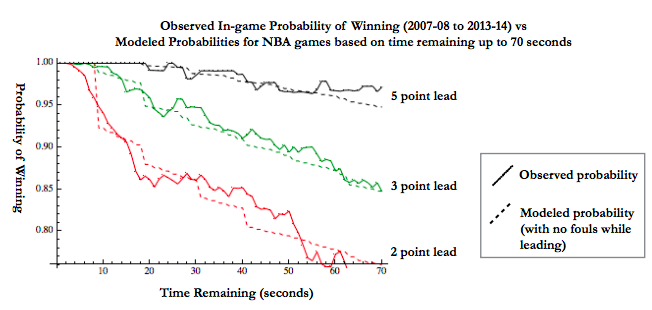 Observed In-game Probability of Winning (2007-08 to 2013-14) vs
Modeled Probabilities for NBA games based on time remaining up to 70 seconds
Probability of Winning
1.00
0.95
0.90
0.85
0.80
5 point lead
3 point lead
2 point lead
Observed probability
Modeled probability
(with no fouls while
leading)
10 20 30 40 50 60 70
Time Remaining (seconds)